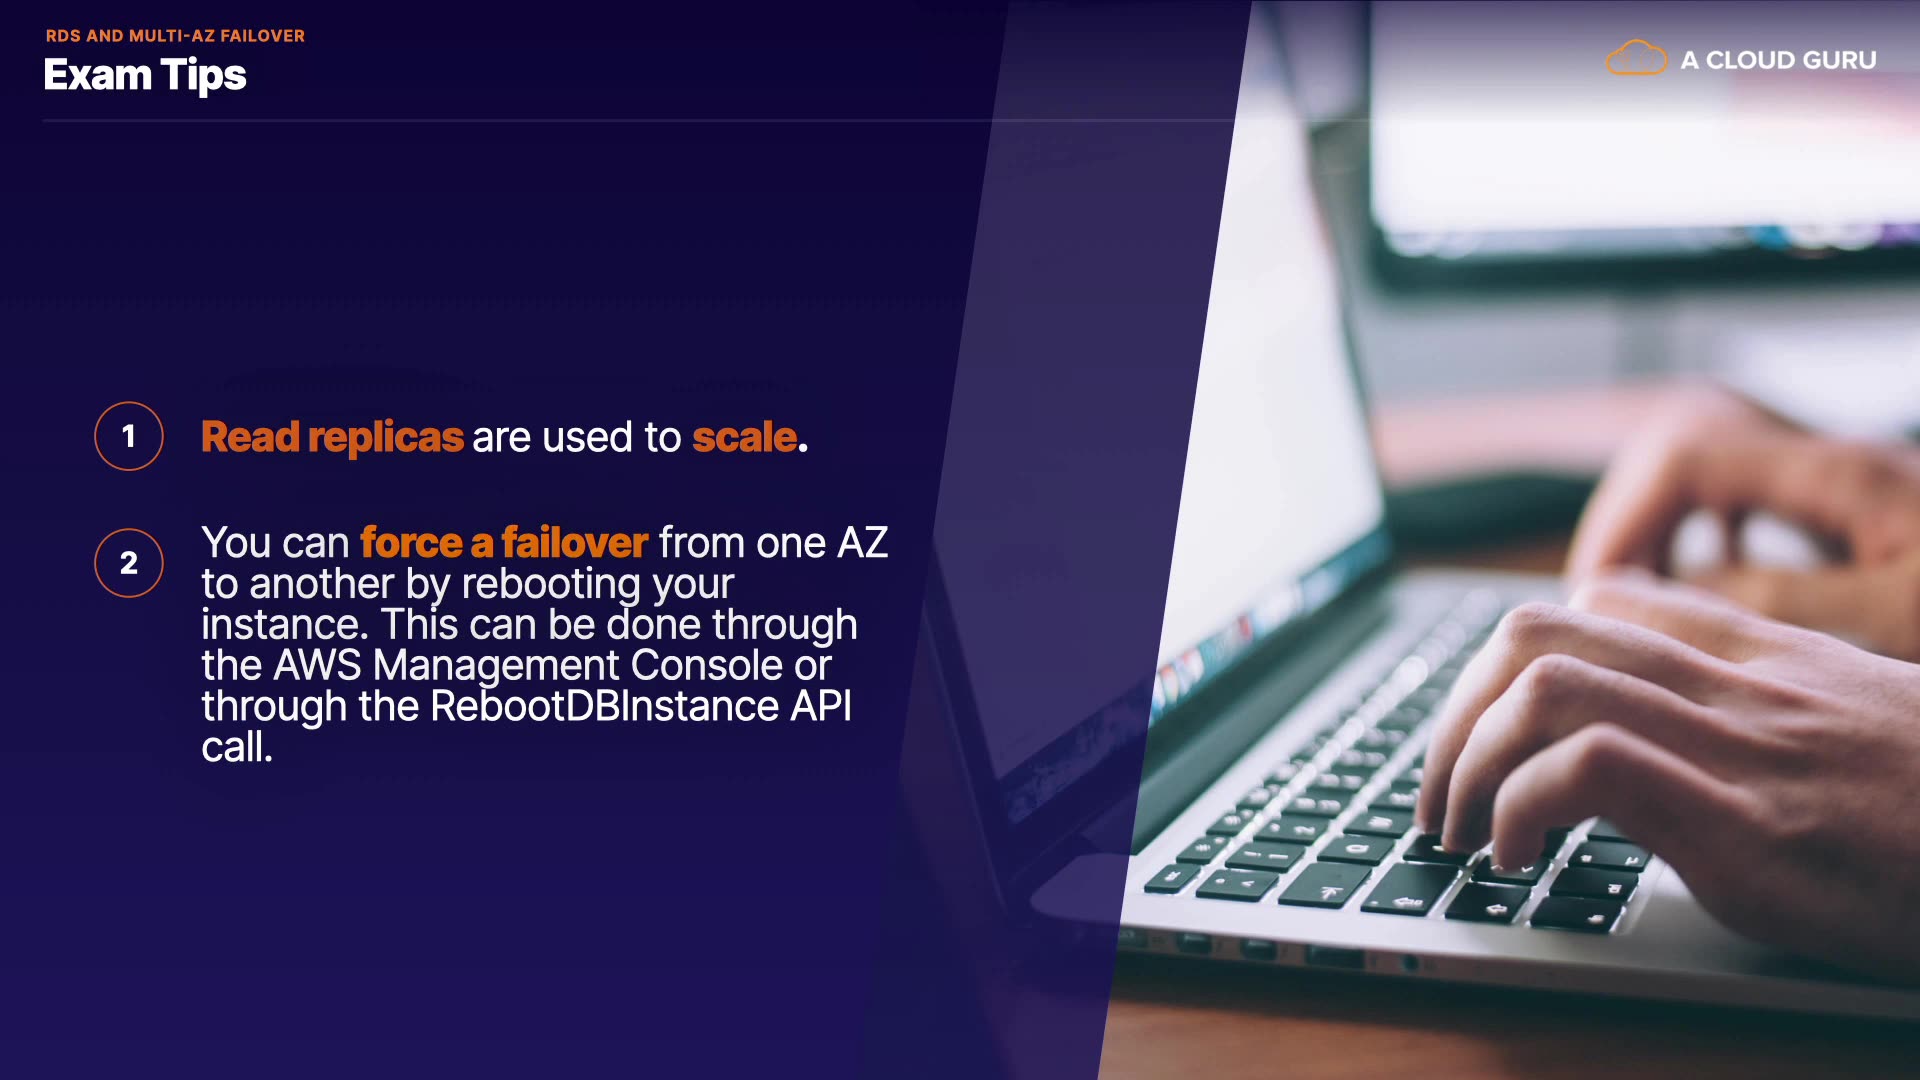 RDS AND MULTI-AZ FAILOVER
Exam Tips
A CLOUD GURU
1
Read replicas are used to scale.
2
You can force a failover from one AZ
to another by rebooting your
instance. This can be done through
the AWS Management Console or
through the RebootDBInstance API
call.